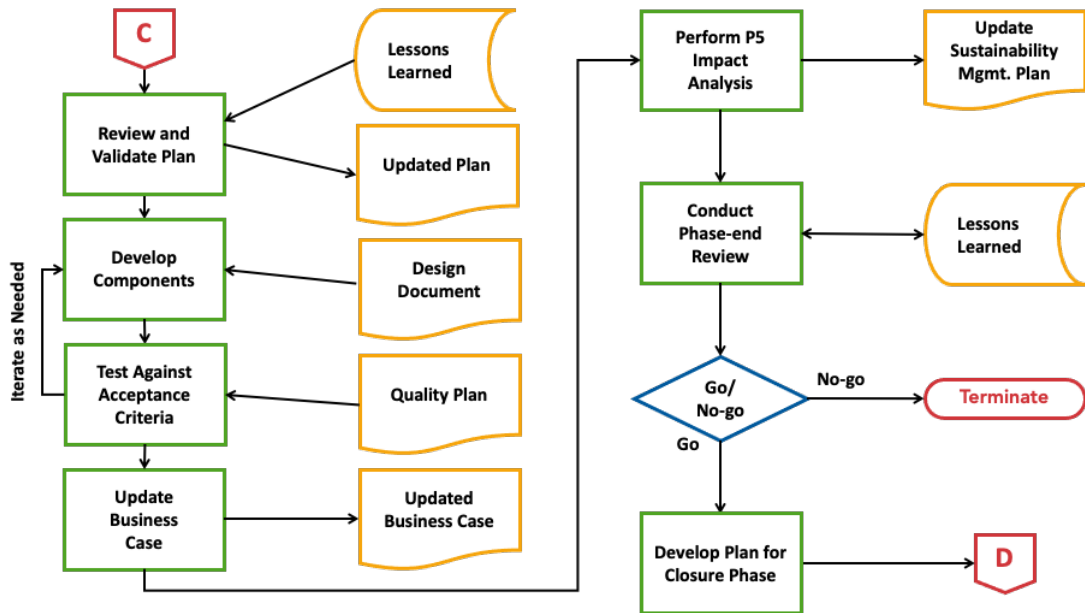 C
Lessons
Learned
Review and
Validate Plan
Updated Plan
Develop
Components
Design
Document
Iterate as Needed
Test Against
Acceptance
Criteria
Quality Plan
Update
Business
Case
Updated
Business Case
Perform P5
Impact
Analysis
Update
Sustainability
Mgmt. Plan
Conduct
Phase-end
Review
Lessons
Learned
Go/
No-go
No-go
Terminate
Go
Develop Plan for
Closure Phase
D